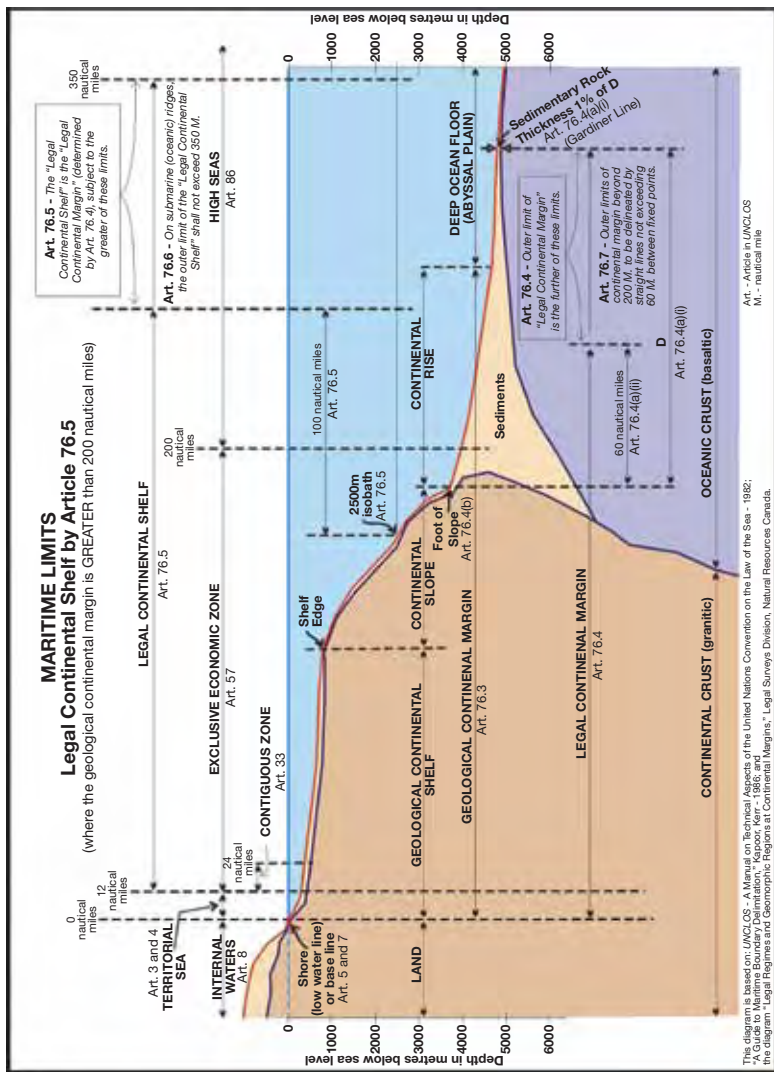 MARITIME LIMITS
Legal Continental Shelf by Article 76.5
(where the geological continental margin is GREATER than 200 nautical miles)
Art. 76.5 - The "Legal
Continental Shelf" is the "Legal
Continental Margin" (determined
by Art. 76.4), subject to the
greater of these limits.
0
nautical
miles
12
nautical
miles
350
nautical
miles
LEGAL CONTINENTAL SHELF
Art. 76.5
Art. 76.6 - On submarine (oceanic) ridges,
the outer limit of the "Legal Continental
Shelf" shall not exceed 350 M.
Art. 3 and 4
TERRITORIAL
SEA
200
nautical
miles
INTERNAL
WATERS
Art. 8
EXCLUSIVE ECONOMIC ZONE
Art. 57
HIGH SEAS
Art. 86
24
nautical
miles
CONTIGUOUS ZONE
Art. 33
Depth in metres below sea level
0
1000
2000
3000
4000
5000
6000
Depth in metres below sea level
0
1000
2000
3000
4000
5000
6000
Shore
(low water line)
or base line
Art. 5 and 7
Shelf
Edge
2500m
isobath
Art. 76.5
100 nautical miles
Art. 76.5
LAND
GEOLOGICAL CONTINENTAL
SHELF
CONTINENTAL
SLOPE
CONTINENTAL
RISE
DEEP OCEAN FLOOR
(ABYSSAL PLAIN)
Foot of
Slope
Art. 76.4(b)
GEOLOGICAL CONTINENAL MARGIN
Art. 76.3
Sediments
Sedimentary Rock
Thickness 1% of D
Art. 76.4(a)(i)
(Gardiner Line)
Art. 76.4 - Outer limit of
"Legal Continental Margin"
is the further of these limits.
LEGAL CONTINENAL MARGIN
Art. 76.4
Art. 76.7 - Outer limits of
continental margin beyond
200 M. to be delineated by
straight lines not exceeding
60 M. between fixed points.
60 nautical miles
Art. 76.4(a)(ii)
D
Art. 76.4(a)(i)
CONTINENTAL CRUST (granitic)
OCEANIC CRUST (basaltic)
This diagram is based on: UNCLOS - A Manual on Technical Aspects of the United Nations Convention on the Law of the Sea - 1982;
"A Guide to Maritime Boundary Delimitation," Kapoor, Kerr - 1986; and
the diagram "Legal Regimes and Geomorphic Regions at Continental Margins," Legal Surveys Division, Natural Resources Canada.
Art. - Article in UNCLOS
M. - nautical mile